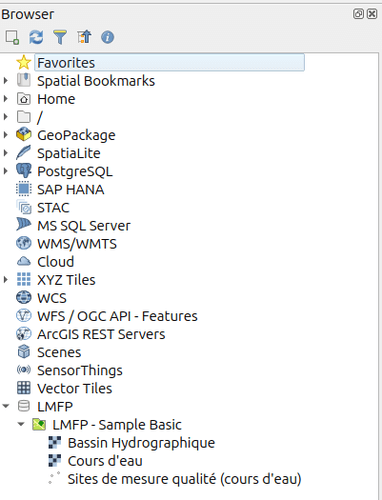 Browser
Favorites
Spatial Bookmarks
Home
/
GeoPackage
SpatiaLite
PostgreSQL
SAP HANA
STAC
MS SQL Server
WMS/WMTS
Cloud
XYZ Tiles
WCS
WFS / OGC API - Features
ArcGIS REST Servers
Scenes
SensorThings
Vector Tiles
LMFP
LMFP - Sample Basic
Bassin Hydrographique
Cours d'eau
Sites de mesure qualité (cours d'eau)